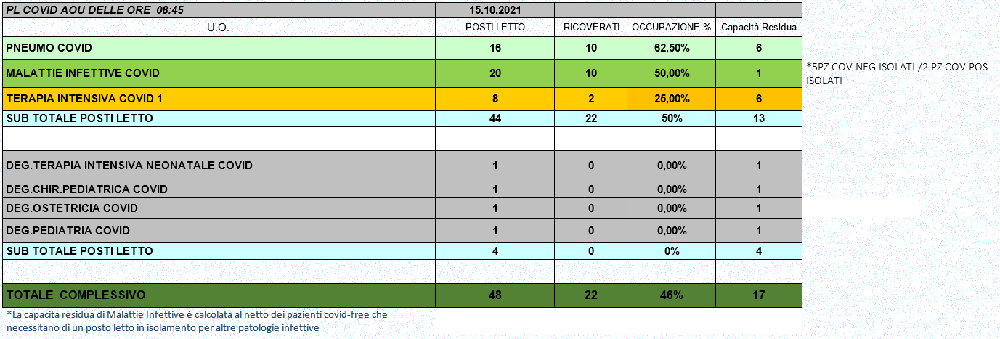 PL COVID AOU DELLE ORE 08:45 15.10.2021
U.O. POSTI LETTO RICOVERATI OCCUPAZIONE % Capacità Residua
PNEUMO COVID 16 10 62,50% 6
MALATTIE INFETTIVE COVID 20 10 50,00% 1
*5PZ COV NEG ISOLATI /2 PZ COV POS
ISOLATI
TERAPIA INTENSIVA COVID 1 8 2 25,00% 6
SUB TOTALE POSTI LETTO 44 22 50% 13
DEG.TERAPIA INTENSIVA NEONATALE COVID 1 0 0,00% 1
DEG.CHIR.PEDIATRICA COVID 1 0 0,00% 1
DEG.OSTETRICIA COVID 1 0 0,00% 1
DEG.PEDIATRIA COVID 1 0 0,00% 1
SUB TOTALE POSTI LETTO 4 0 0% 4
TOTALE COMPLESSIVO 48 22 46% 17
*La capacità residua di Malattie Infettive è calcolata al netto dei pazienti covid-free che
necessitano di un posto letto in isolamento per altre patologie infettive